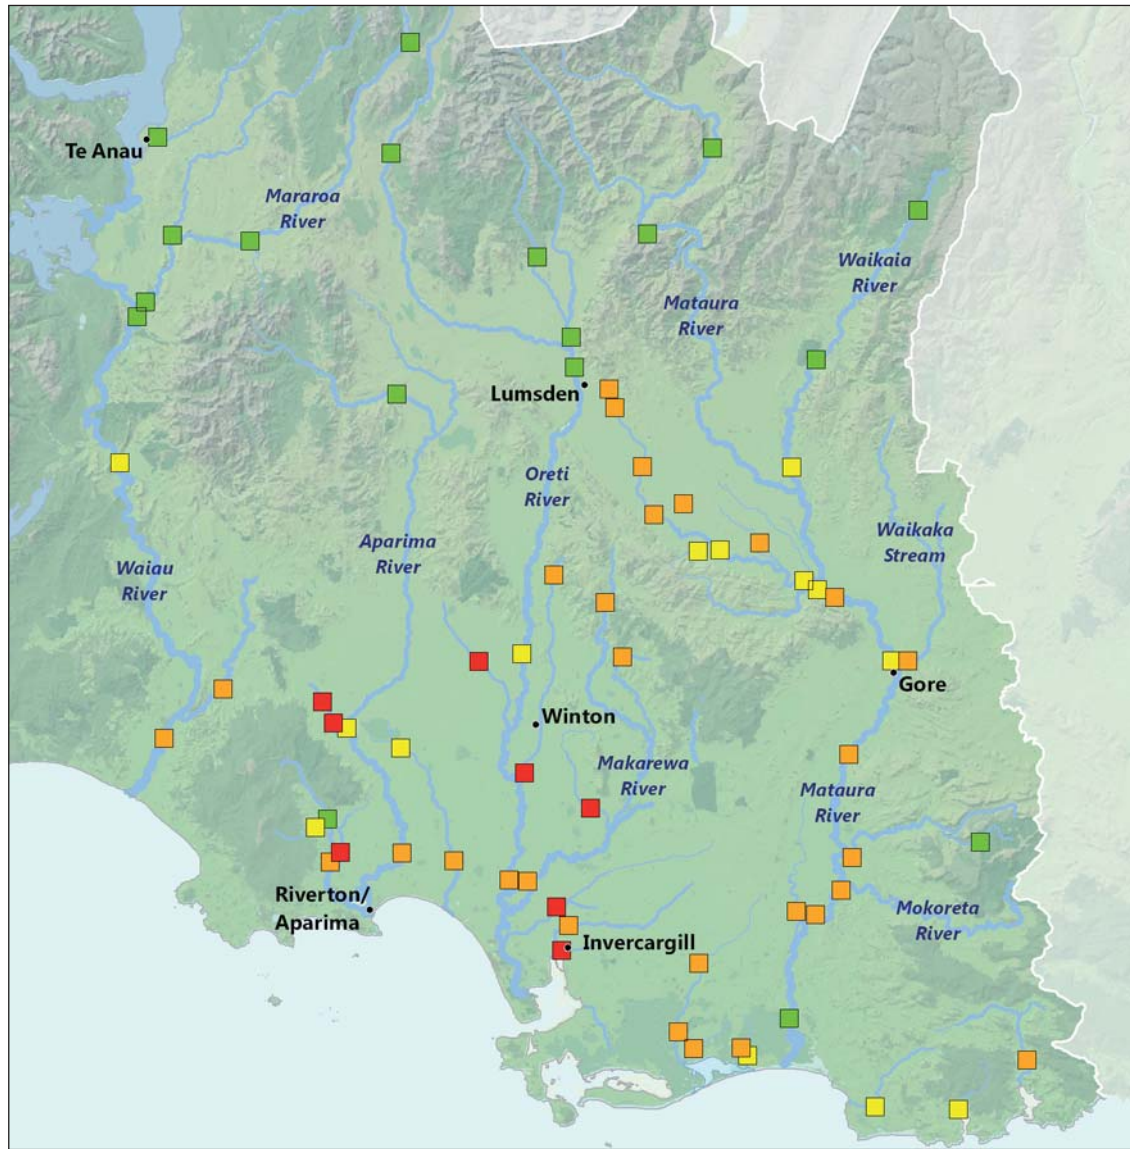 Te Anau
Mararoa
River
Waikaia
River
Mataura
River
Lumsden
Oreti
River
Waikaka
Stream
Aparima
River
Waiau
River
Gore
Winton
Makarewa
River
Mataura
River
Riverton/
Aparima
Mokoreta
River
Invercargill